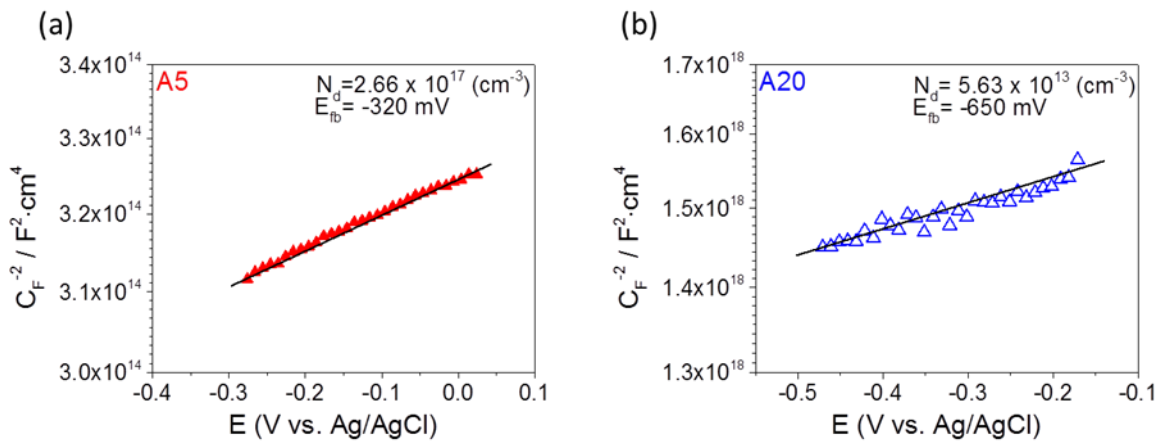 (a)
A5
N_d=2.66 x 10^17 (cm^-3)
E_fb= -320 mV
3.4x10^14
3.3x10^14
3.2x10^14
3.1x10^14
3.0x10^14
C_F^-2 / F^2·cm^4
-0.4 -0.3 -0.2 -0.1 0.0 0.1
E (V vs. Ag/AgCl)
(b)
A20
N_d= 5.63 x 10^13 (cm^-3)
E_fb= -650 mV
1.7x10^18
1.6x10^18
1.5x10^18
1.4x10^18
1.3x10^18
C_F^-2 / F^2·cm^4
-0.5 -0.4 -0.3 -0.2 -0.1
E (V vs. Ag/AgCl)